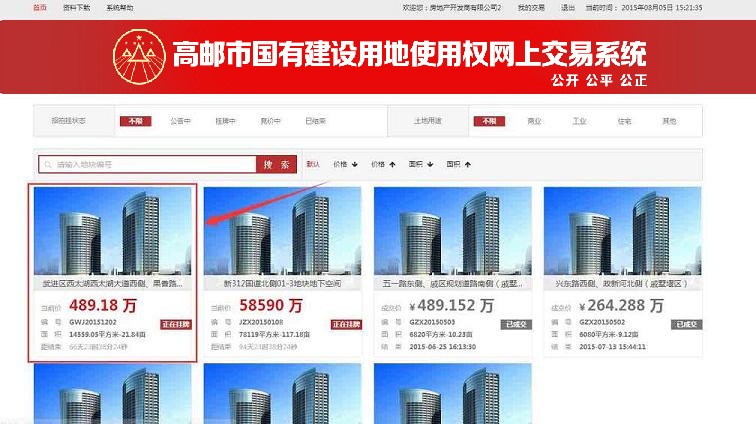 首页 资料下载 系统帮助 欢迎您：房地产开发商有限公司2 我的交易 退出 当前时间： 2015年08月05日 15:21:35
高邮市国有建设用地使用权网上交易系统
公开 公平 公正
招拍挂状态 不限 公告中 挂牌中 竞价中 已结束 土地用途 不限 商业 工业 住宅 其他
请输入地块编号 搜 索 默认 价格 价格 面积 面积
武进区西太湖西太湖大道西侧、果香路...
当前价 489.18 万
编 号 GWJ20151202 正在挂牌
面 积 14559.05平方米-21.84亩
距结束 66天23时38分24秒
新312国道北侧01-3地块地下空间
当前价 58590 万
编 号 JZX20150108 正在挂牌
面 积 78119平方米-117.18亩
距结束 94天21时38分24秒
五一路东侧、戚区规划道路南侧（戚墅...
成交价 ¥489.152 万
编 号 GZX20150503 已成交
面 积 6820平方米-10.23亩
结 束 2015-06-25 16:13:50
兴东路西侧、政新河北侧（戚墅堰区）
成交价 ¥264.288 万
编 号 GZX20150502 已成交
面 积 6080平方米-9.12亩
结 束 2015-07-13 15:44:11